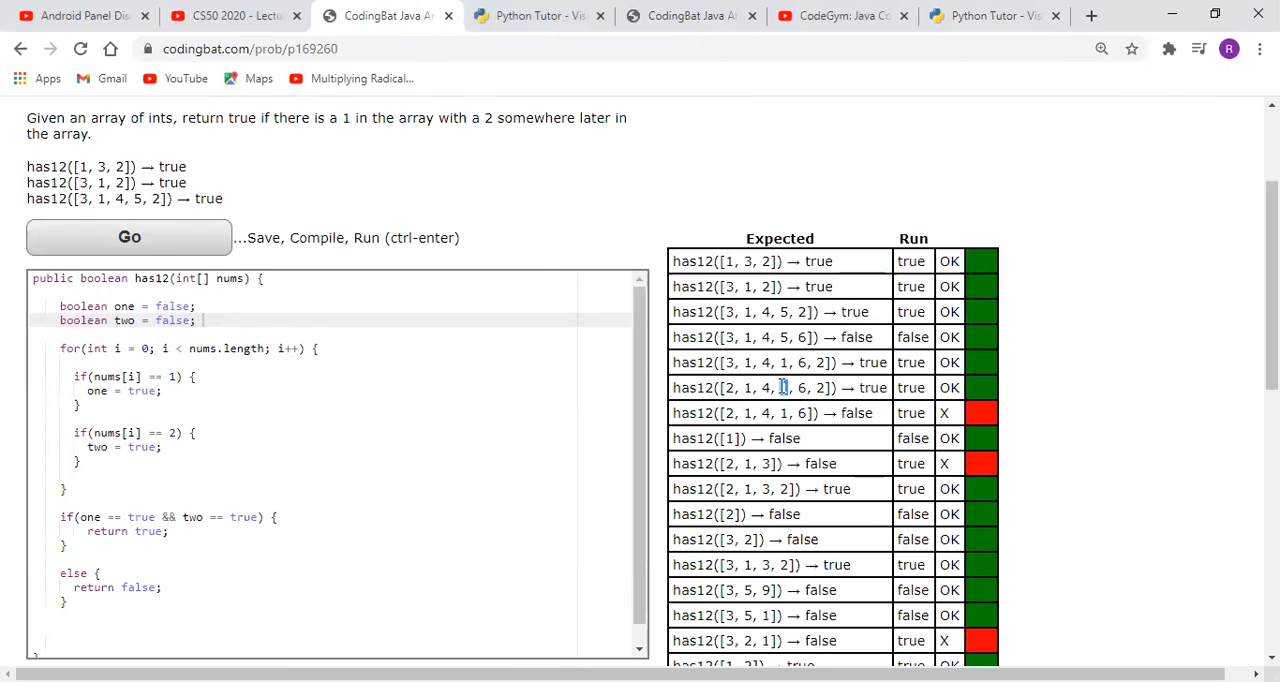 Android Panel Dis
CS50 2020 - Lectu
CodingBat Java Ar
Python Tutor - Vis
CodingBat Java Ar
CodeGym: Java Co
Python Tutor - Vis
codingbat.com/prob/p169260
R
Apps
Gmail
YouTube
Maps
Multiplying Radical...
Given an array of ints, return true if there is a 1 in the array with a 2 somewhere later in
the array.
has12([1, 3, 2]) → true
has12([3, 1, 2]) → true
has12([3, 1, 4, 5, 2]) → true
Go
...Save, Compile, Run (ctrl-enter)
public boolean has12(int[] nums) {
boolean one = false;
boolean two = false;
for(int i = 0; i < nums.length; i++) {
if(nums[i] == 1) {
one = true;
}
if(nums[i] == 2) {
two = true;
}
}
if(one == true && two == true) {
return true;
}
else {
return false;
}
Expected Run
has12([1, 3, 2]) → true true OK
has12([3, 1, 2]) → true true OK
has12([3, 1, 4, 5, 2]) → true true OK
has12([3, 1, 4, 5, 6]) → false false OK
has12([3, 1, 4, 1, 6, 2]) → true true OK
has12([2, 1, 4, 1, 6, 2]) → true true OK
has12([2, 1, 4, 1, 6]) → false true X
has12([1]) → false false OK
has12([2, 1, 3]) → false true X
has12([2, 1, 3, 2]) → true true OK
has12([2]) → false false OK
has12([3, 2]) → false false OK
has12([3, 1, 3, 2]) → true true OK
has12([3, 5, 9]) → false false OK
has12([3, 5, 1]) → false false OK
has12([3, 2, 1]) → false true X
has12([1, 2]) → true true OK